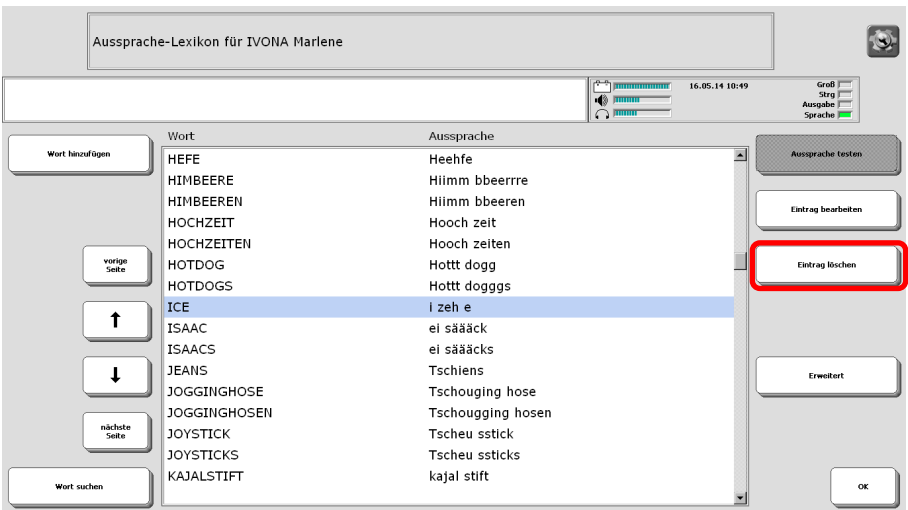 Aussprache-Lexikon für IVONA Marlene
16.05.14 10:49
Groß
Strg
Ausgabe
Sprache
Wort Aussprache
Wort hinzufügen
vorige
Seite
↑
↓
nächste
Seite
Wort suchen
HEFE Heehfe
HIMBEERE Hiimm bbeerrre
HIMBEEREN Hiimm bbeeren
HOCHZEIT Hooch zeit
HOCHZEITEN Hooch zeiten
HOTDOG Hottt dogg
HOTDOGS Hottt dogggs
ICE i zeh e
ISAAC ei säääck
ISAACS ei säääcks
JEANS Tschiens
JOGGINGHOSE Tschouging hose
JOGGINGHOSEN Tschougging hosen
JOYSTICK Tscheu sstick
JOYSTICKS Tscheu ssticks
KAJALSTIFT kajal stift
Aussprache testen
Eintrag bearbeiten
Eintrag löschen
Erweitert
OK